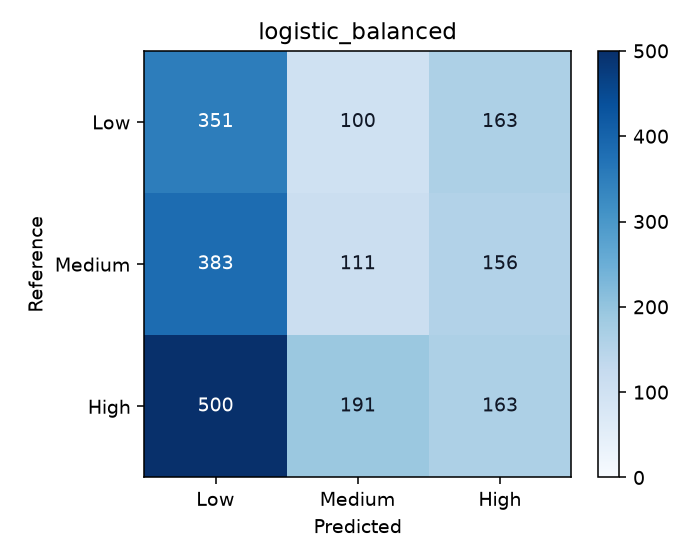 logistic_balanced
Reference
Low 351 100 163
Medium 383 111 156
High 500 191 163
Low Medium High
Predicted
500
400
300
200
100
0